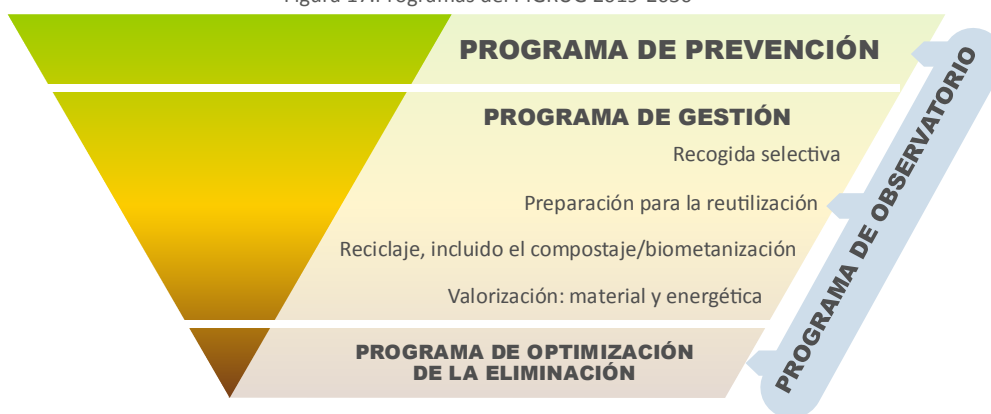 PROGRAMA DE PREVENCIÓN
PROGRAMA DE GESTIÓN
Recogida selectiva
Preparación para la reutilización
Reciclaje, incluido el compostaje/biometanización
Valorización: material y energética
PROGRAMA DE OPTIMIZACIÓN
DE LA ELIMINACIÓN
PROGRAMA DE OBSERVATORIO